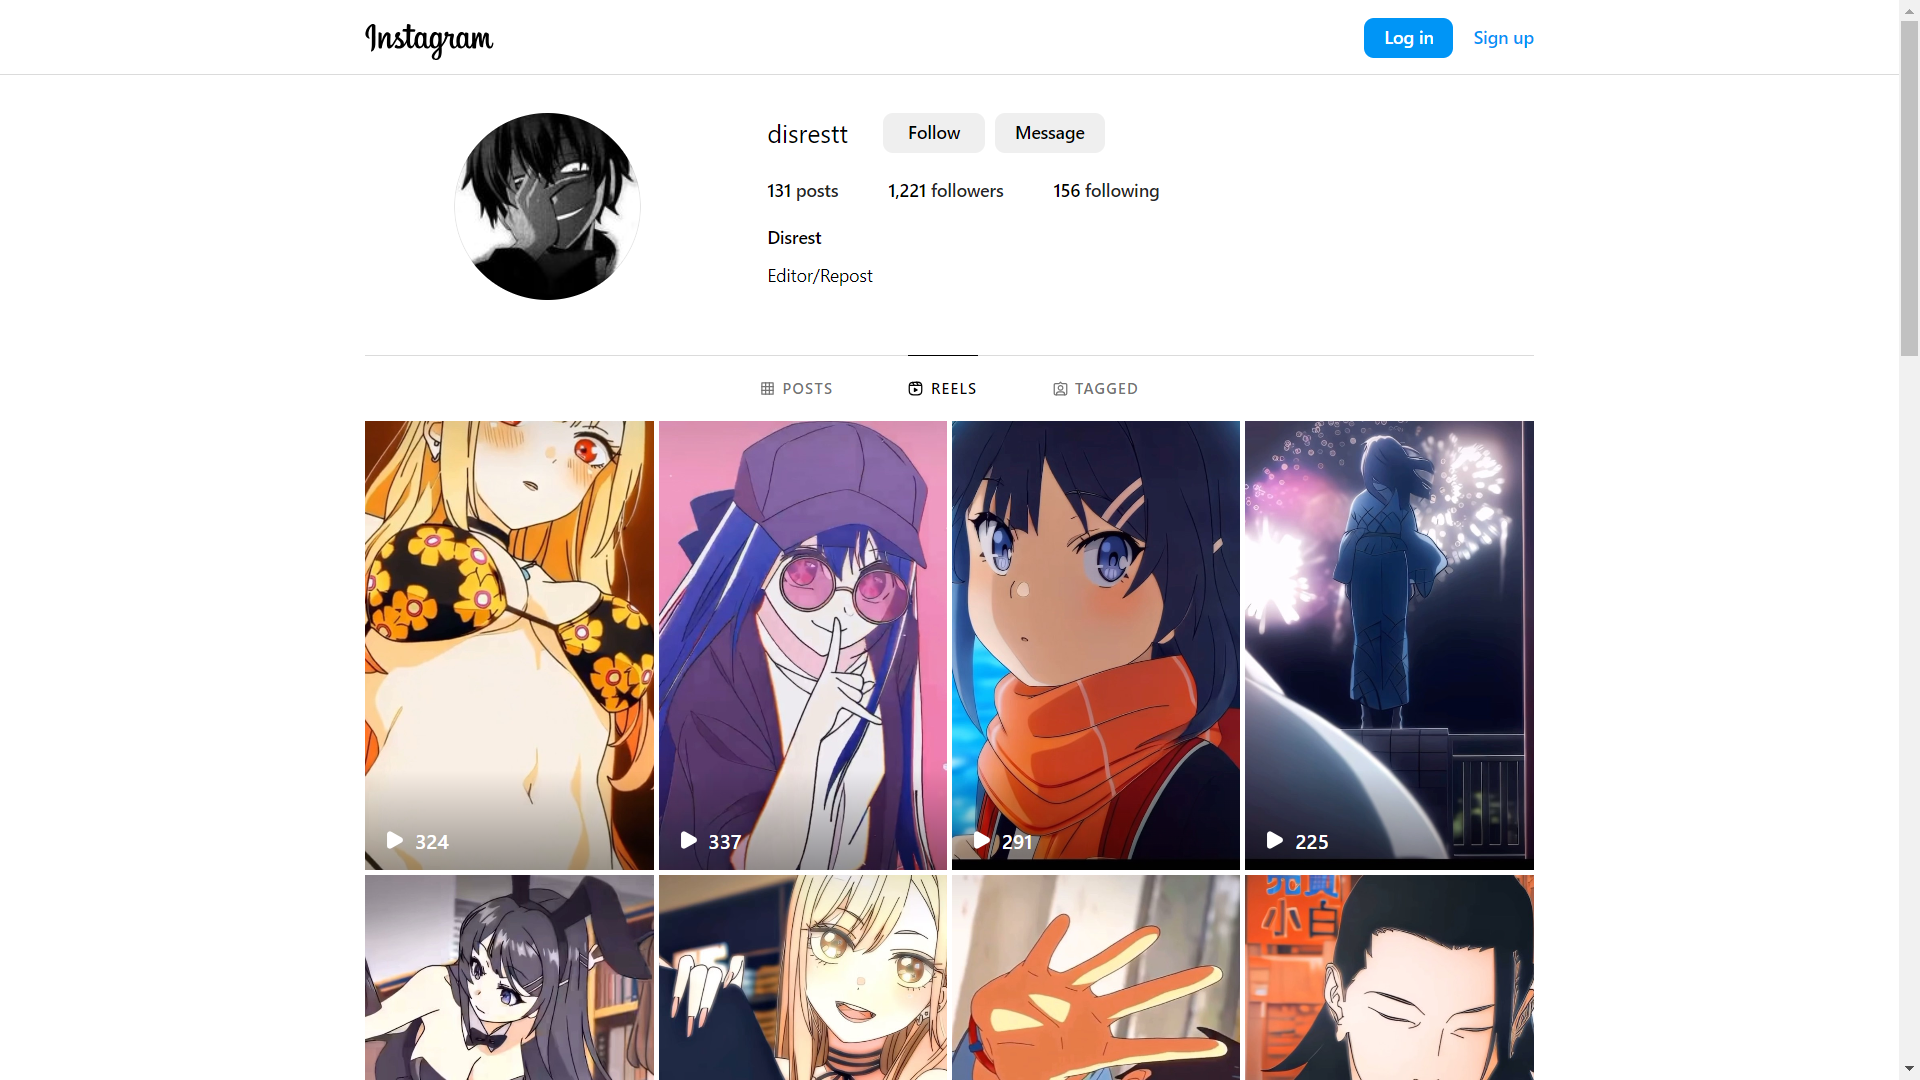 Instagram
Log in
Sign up
disrestt
Follow
Message
131 posts
1,221 followers
156 following
Disrest
Editor/Repost
POSTS
REELS
TAGGED
324
337
291
225
小白